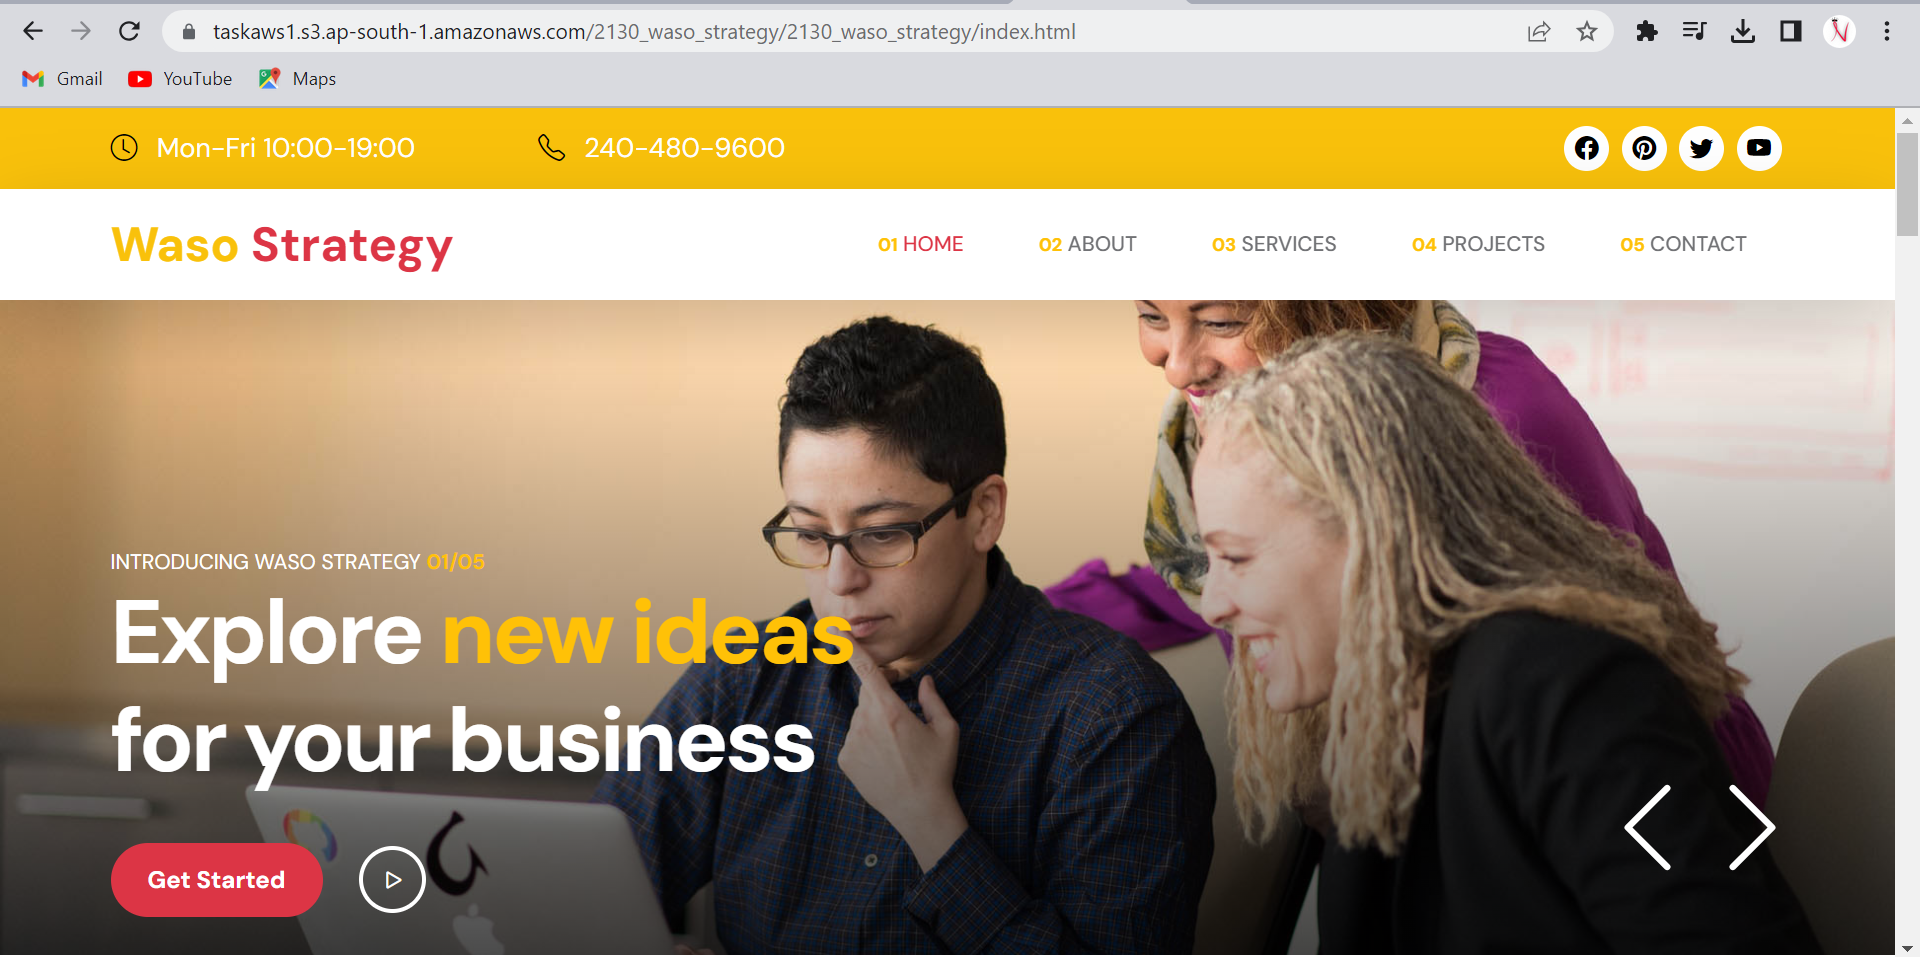 taskaws1.s3.ap-south-1.amazonaws.com/2130_waso_strategy/2130_waso_strategy/index.html
Gmail YouTube Maps
Mon-Fri 10:00-19:00 240-480-9600
Waso Strategy 01 HOME 02 ABOUT 03 SERVICES 04 PROJECTS 05 CONTACT
INTRODUCING WASO STRATEGY 01/05
Explore new ideas
for your business
Get Started